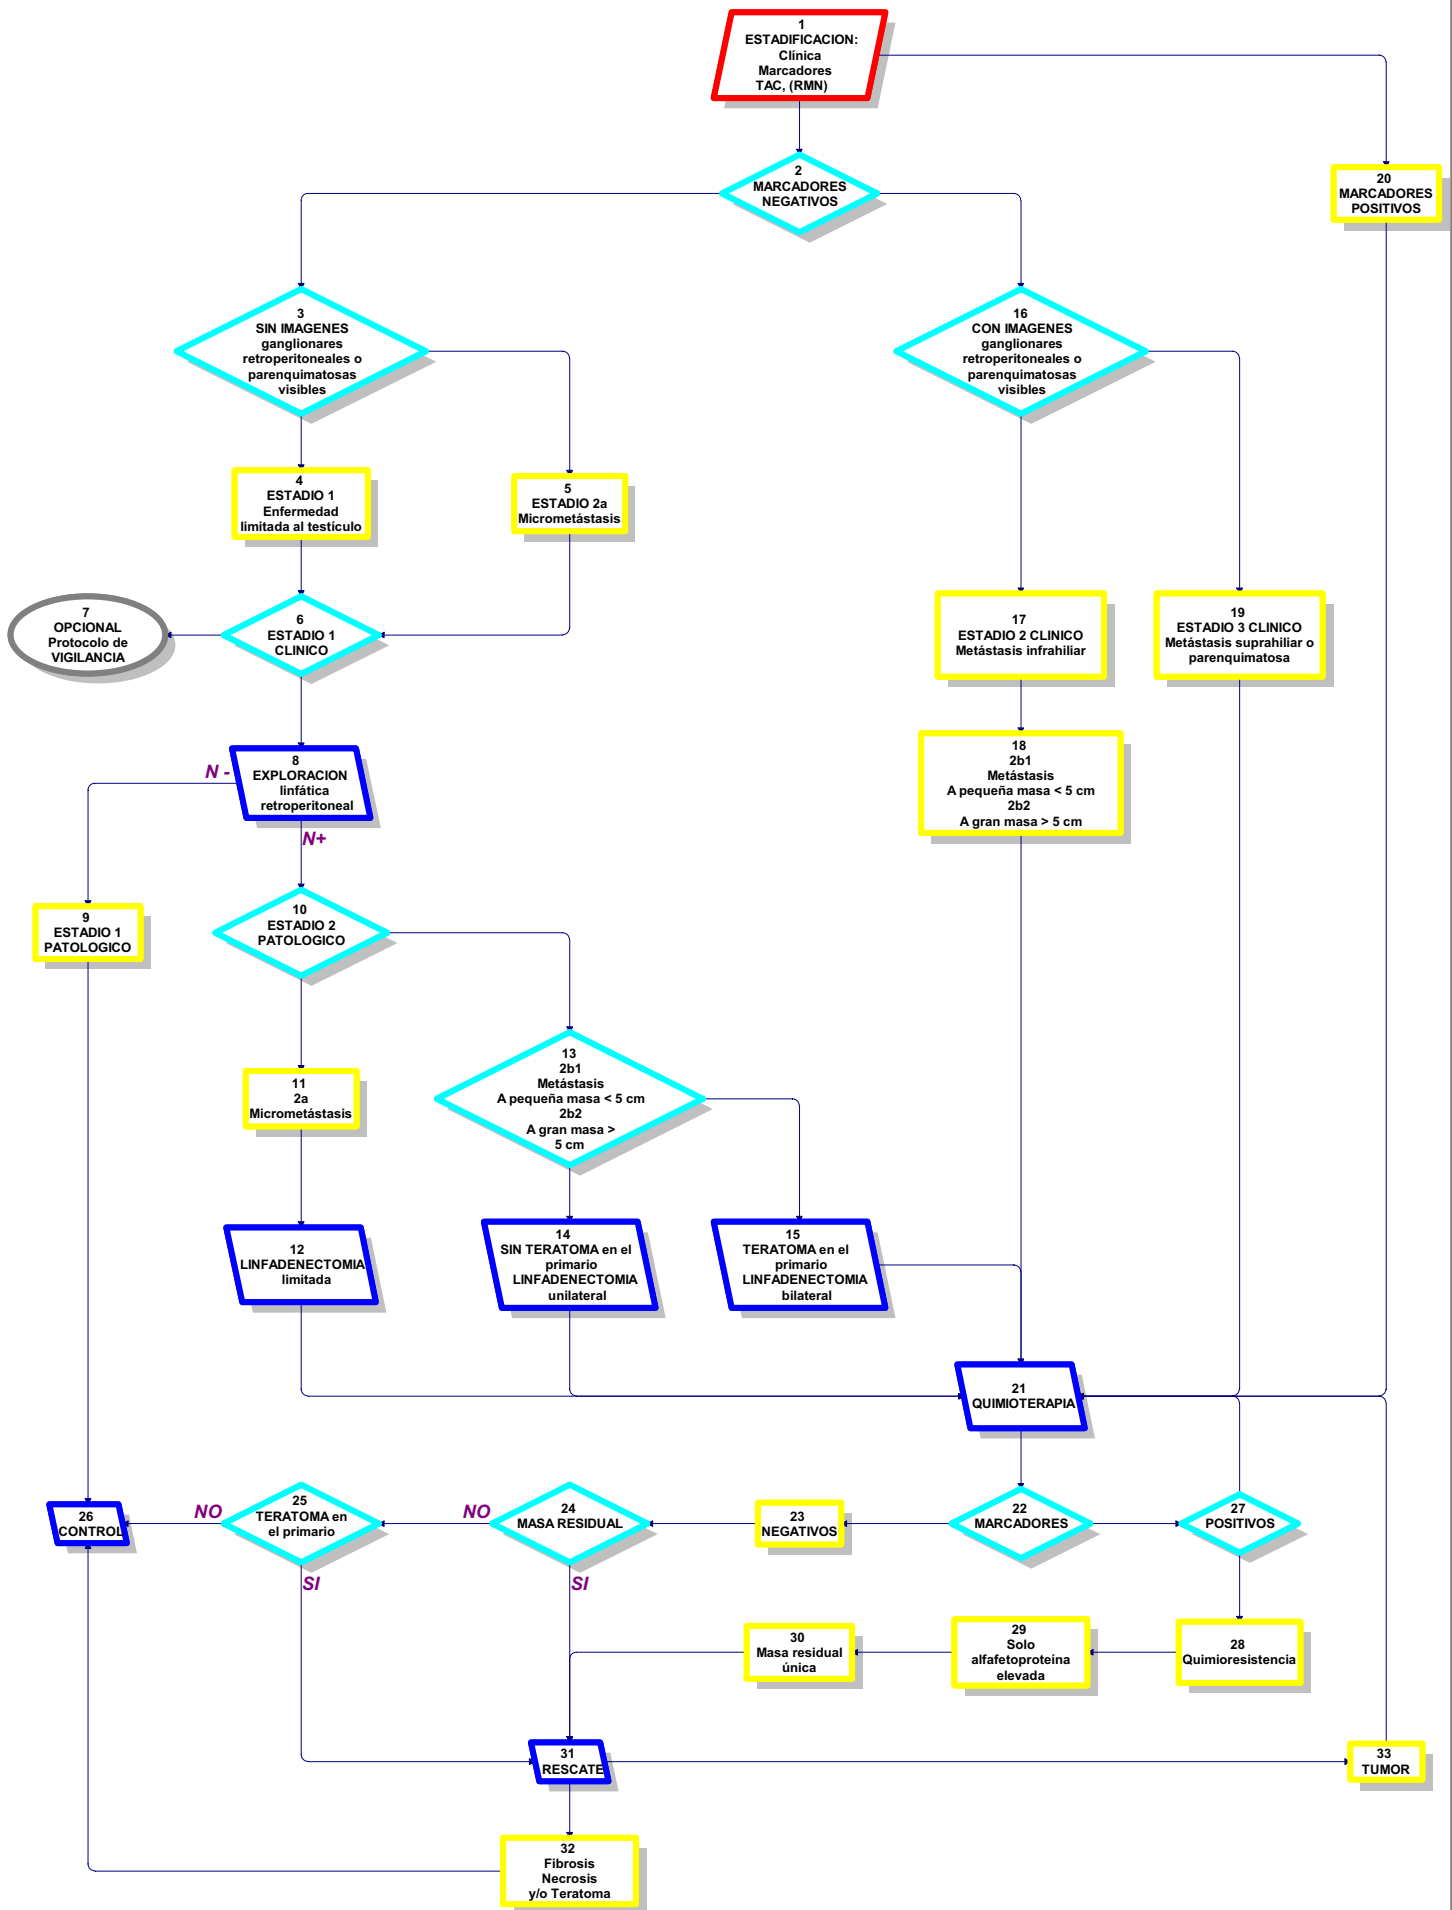 1
ESTADIFICACION:
Clínica
Marcadores
TAC, (RMN)
2
MARCADORES
NEGATIVOS
20
MARCADORES
POSITIVOS
3
SIN IMAGENES
ganglionares
retroperitoneales o
parenquimatosas
visibles
16
CON IMAGENES
ganglionares
retroperitoneales o
parenquimatosas
visibles
4
ESTADIO 1
Enfermedad
limitada al testículo
5
ESTADIO 2a
Micrometástasis
7
OPCIONAL
Protocolo de
VIGILANCIA
6
ESTADIO 1
CLINICO
17
ESTADIO 2 CLINICO
Metástasis infrahiliar
19
ESTADIO 3 CLINICO
Metástasis suprahiliar o
parenquimatosa
N -
8
EXPLORACION
linfática
retroperitoneal
N+
18
2b1
Metástasis
A pequeña masa < 5 cm
2b2
A gran masa > 5 cm
9
ESTADIO 1
PATOLOGICO
10
ESTADIO 2
PATOLOGICO
11
2a
Micrometástasis
13
2b1
Metástasis
A pequeña masa < 5 cm
2b2
A gran masa >
5 cm
12
LINFADENECTOMIA
limitada
14
SIN TERATOMA en el
primario
LINFADENECTOMIA
unilateral
15
TERATOMA en el
primario
LINFADENECTOMIA
bilateral
21
QUIMIOTERAPIA
26
CONTROL
NO
25
TERATOMA en
el primario
SI
NO
24
MASA RESIDUAL
SI
23
NEGATIVOS
22
MARCADORES
27
POSITIVOS
30
Masa residual
única
29
Solo
alfafetoproteína
elevada
28
Quimioresistencia
31
RESCATE
33
TUMOR
32
Fibrosis
Necrosis
y/o Teratoma